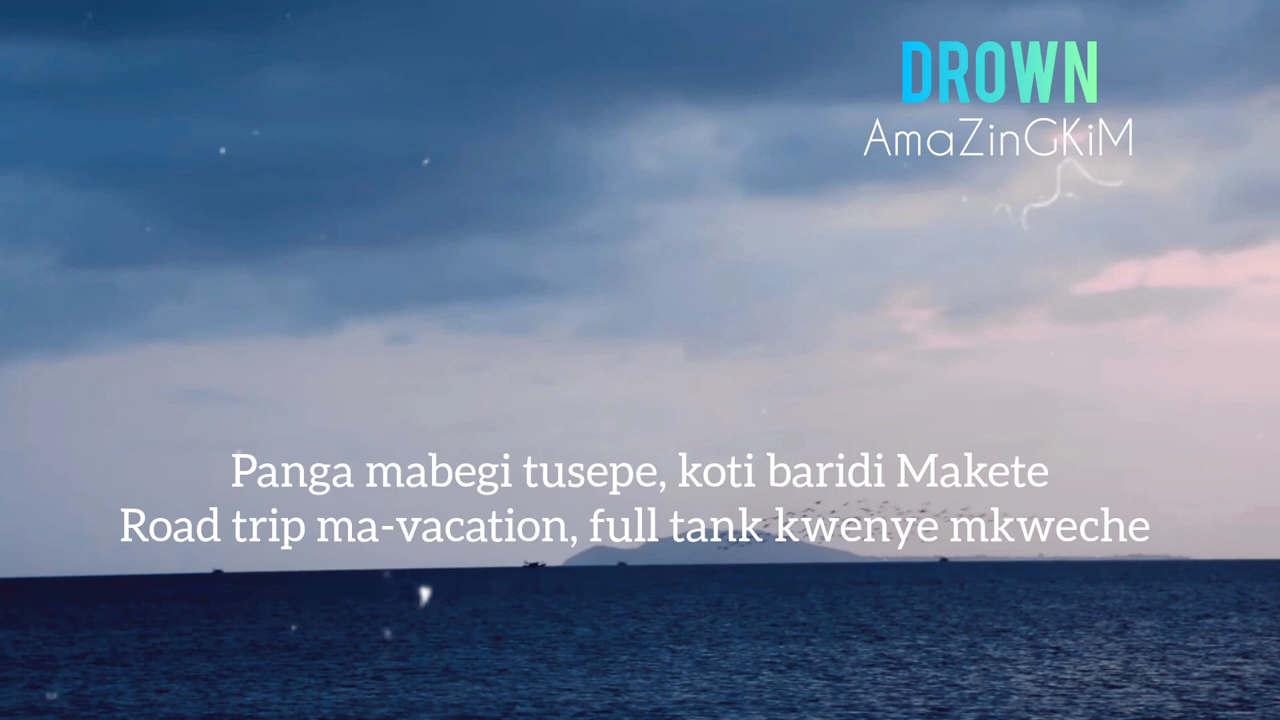 DROWN
AmaZinGKiM
Panga mabegi tusepe, koti baridi Makete
Road trip ma-vacation, full tank kwenye mkweche